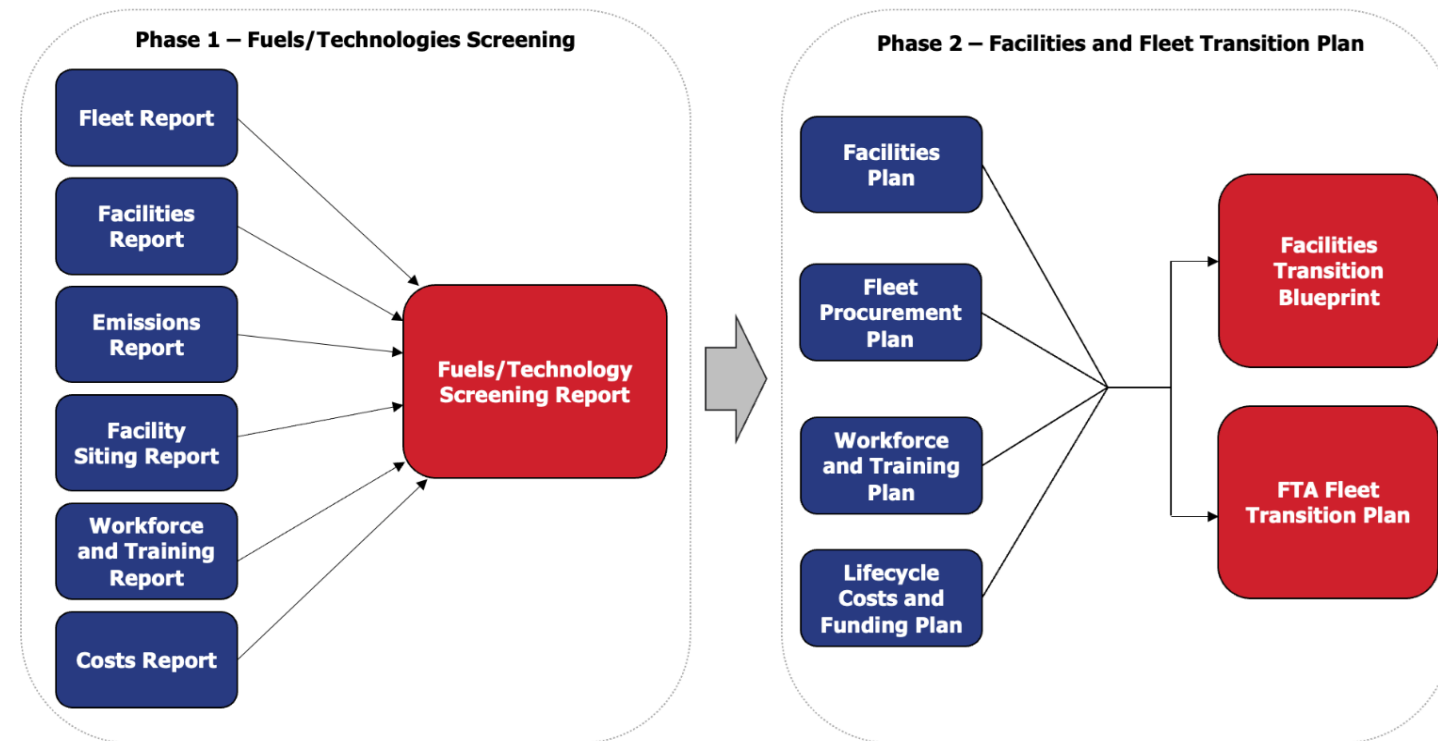 Phase 1 – Fuels/Technologies Screening
Fleet Report
Facilities
Report
Emissions
Report
Facility
Siting Report
Workforce
and Training
Report
Costs Report
Fuels/Technology
Screening Report
Phase 2 – Facilities and Fleet Transition Plan
Facilities
Plan
Fleet
Procurement
Plan
Workforce
and Training
Plan
Lifecycle
Costs and
Funding Plan
Facilities
Transition
Blueprint
FTA Fleet
Transition Plan